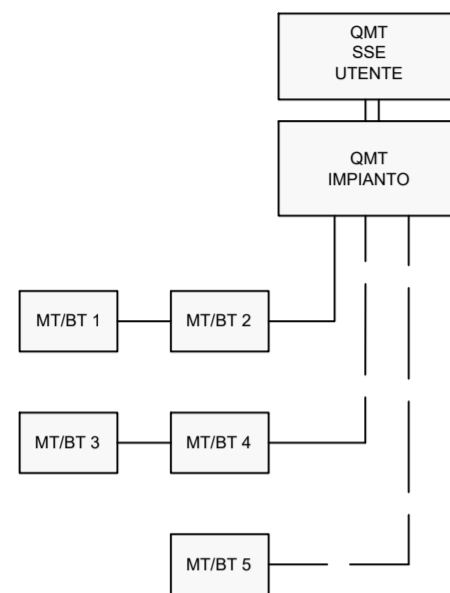 QMT
SSE
UTENTE
QMT
IMPIANTO
MT/BT 1
MT/BT 2
MT/BT 3
MT/BT 4
MT/BT 5